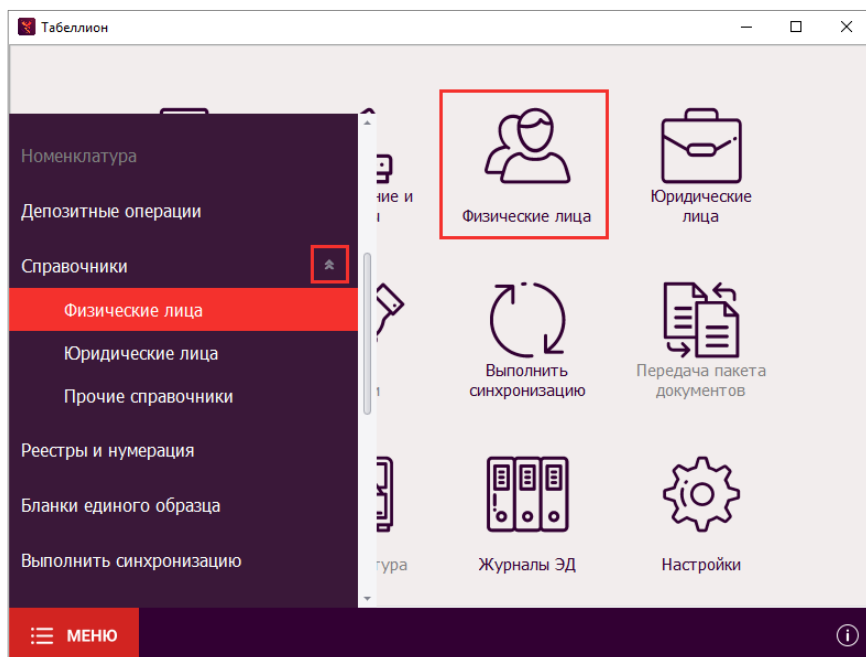 Табеллион
Номенклатура
Депозитные операции
Справочники
Физические лица
Юридические лица
Прочие справочники
Реестры и нумерация
Бланки единого образца
Выполнить синхронизацию
Физические лица
Юридические
лица
Выполнить
синхронизацию
Передача пакета
документов
Журналы ЭД
Настройки
МЕНЮ